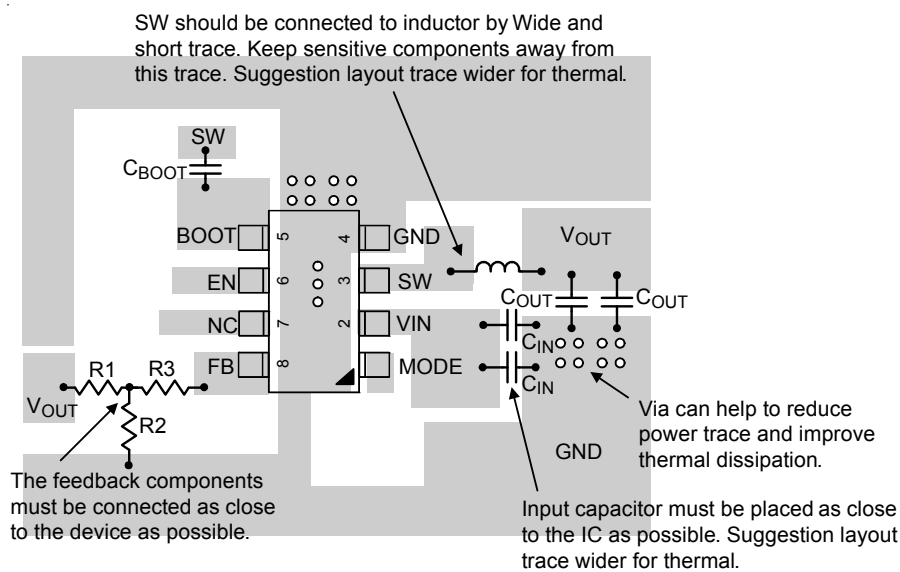 SW should be connected to inductor by Wide and
short trace. Keep sensitive components away from
this trace. Suggestion layout trace wider for thermal.
SW
CBOOT
BOOT 5 4 GND
VOUT
EN 6 3 SW
COUT COUT
NC 7 2 VIN
CIN
FB 8 MODE
CIN
R1 R3
VOUT
R2
Via can help to reduce
power trace and improve
thermal dissipation.
GND
The feedback components
must be connected as close
to the device as possible.
Input capacitor must be placed as close
to the IC as possible. Suggestion layout
trace wider for thermal.